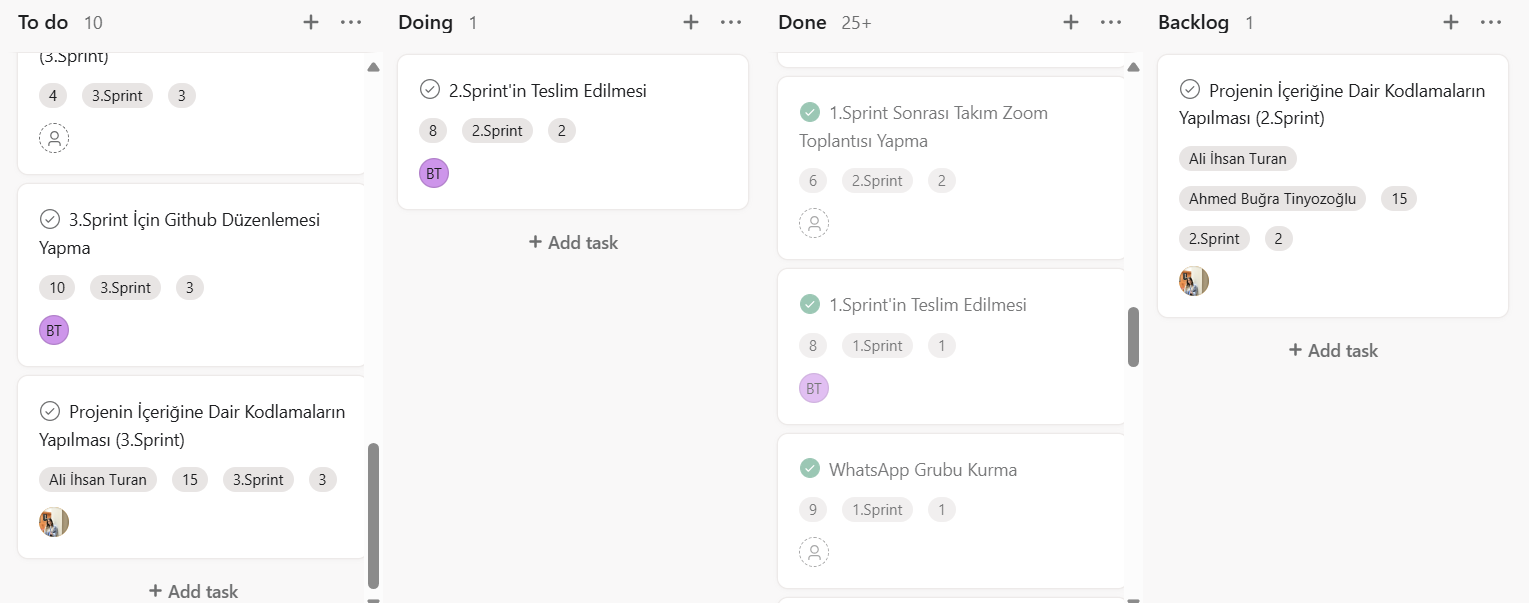 To do 10
(3.Sprint)
4 3.Sprint 3
3.Sprint İçin Github Düzenlemesi
Yapma
10 3.Sprint 3
BT
Projenin İçeriğine Dair Kodlamaların
Yapılması (3.Sprint)
Ali İhsan Turan 15 3.Sprint 3
+ Add task
Doing 1
2.Sprint'in Teslim Edilmesi
8 2.Sprint 2
BT
+ Add task
Done 25+
1.Sprint Sonrası Takım Zoom
Toplantısı Yapma
6 2.Sprint 2
1.Sprint'in Teslim Edilmesi
8 1.Sprint 1
BT
WhatsApp Grubu Kurma
9 1.Sprint 1
Backlog 1
Projenin İçeriğine Dair Kodlamaların
Yapılması (2.Sprint)
Ali İhsan Turan
Ahmed Buğra Tinyozoğlu 15
2.Sprint 2
+ Add task